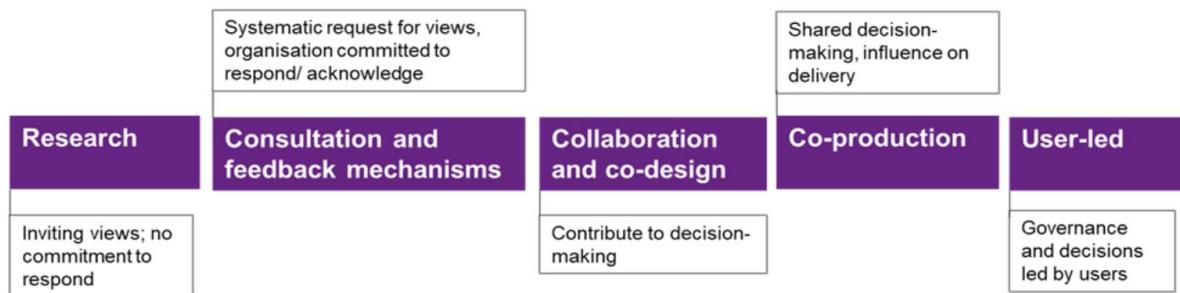 Systematic request for views,
organisation committed to
respond/ acknowledge
Shared decision-
making, influence on
delivery
Research
Consultation and
feedback mechanisms
Collaboration
and co-design
Co-production
User-led
Inviting views; no
commitment to
respond
Contribute to decision-
making
Governance
and decisions
led by users